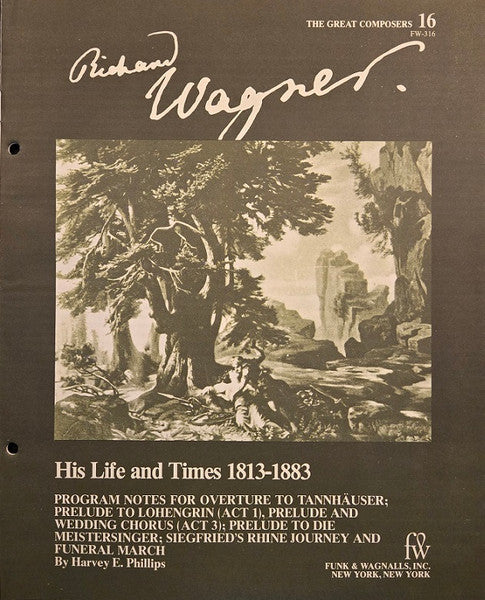 THE GREAT COMPOSERS 16
FW-316
Richard
Wagner.
His Life and Times 1813-1883
PROGRAM NOTES FOR OVERTURE TO TANNHÄUSER;
PRELUDE TO LOHENGRIN (ACT 1), PRELUDE AND
WEDDING CHORUS (ACT 3); PRELUDE TO DIE
MEISTERSINGER; SIEGFRIED'S RHINE JOURNEY AND
FUNERAL MARCH
By Harvey E. Phillips
fw
FUNK & WAGNALLS, INC.
NEW YORK, NEW YORK